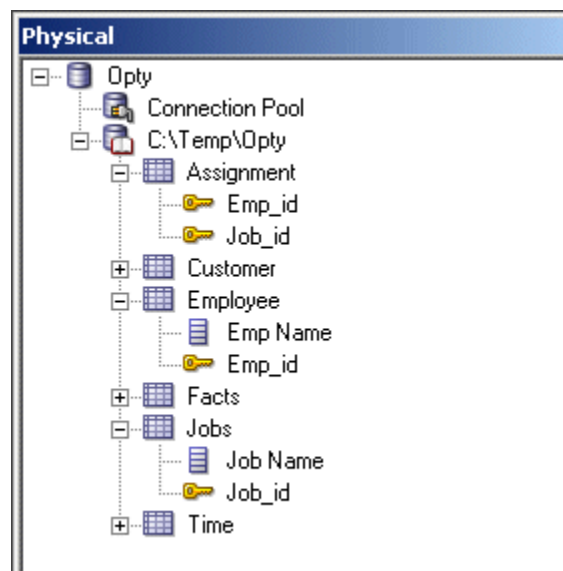 Physical
Opty
Connection Pool
C:\Temp\Opty
Assignment
Emp_id
Job_id
Customer
Employee
Emp Name
Emp_id
Facts
Jobs
Job Name
Job_id
Time